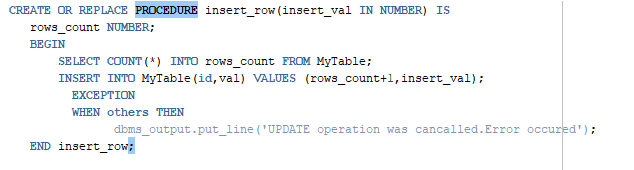 CREATE OR REPLACE PROCEDURE insert_row(insert_val IN NUMBER) IS
rows_count NUMBER;
BEGIN
SELECT COUNT(*) INTO rows_count FROM MyTable;
INSERT INTO MyTable(id,val) VALUES (rows_count+1,insert_val);
EXCEPTION
WHEN others THEN
dbms_output.put_line('UPDATE operation was cancalled.Error occured');
END insert_row;